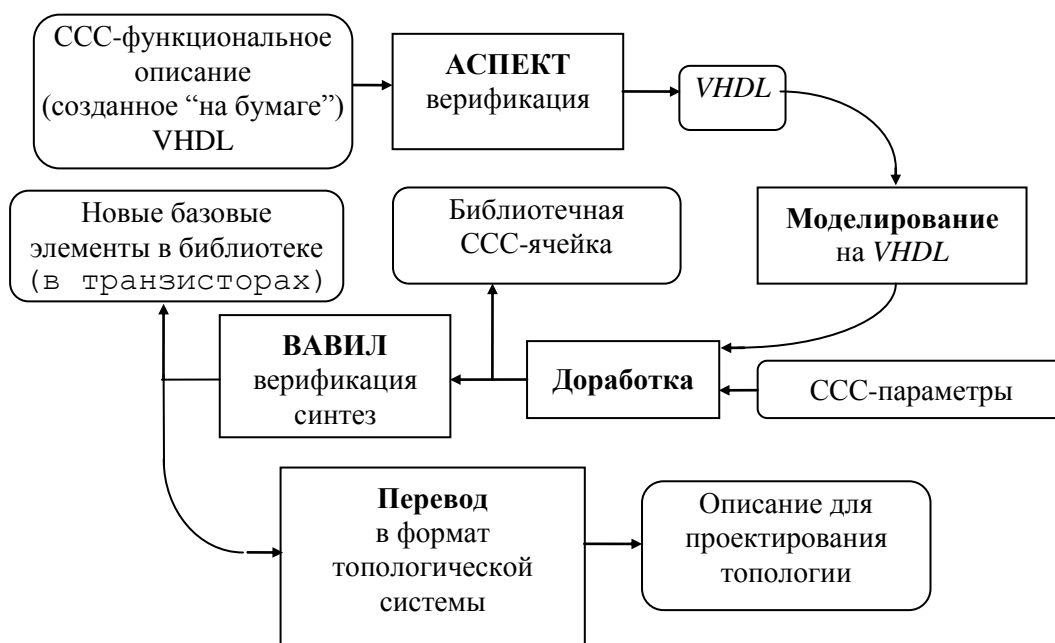 ССС-функциональное
описание
(созданное “на бумаге”)
VHDL
АСПЕКТ
верификация
VHDL
Моделирование
на VHDL
Новые базовые
элементы в библиотеке
(в транзисторах)
Библиотечная
ССС-ячейка
ВАВИЛ
верификация
синтез
Доработка
ССС-параметры
Перевод
в формат
топологической
системы
Описание для
проектирования
топологии